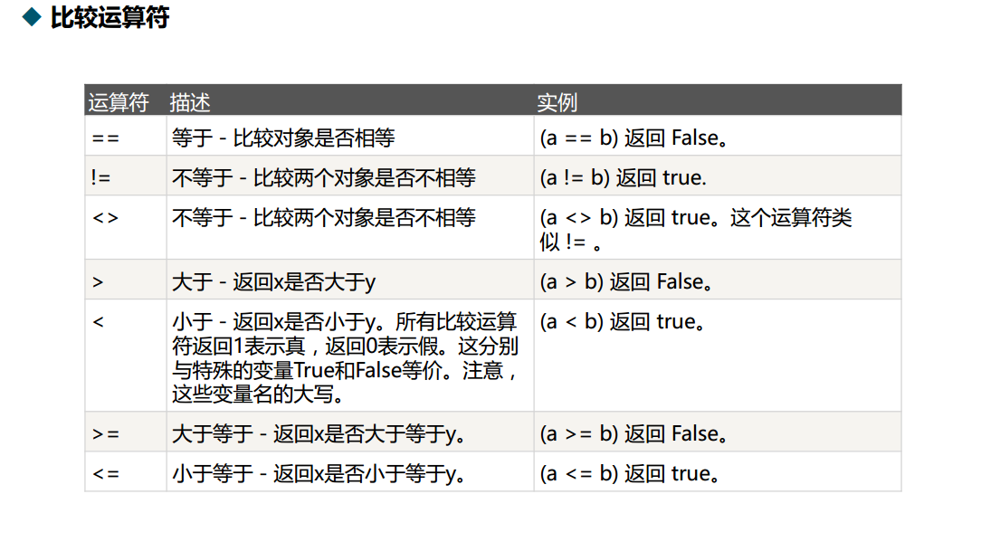 比较运算符
运算符 描述 实例
== 等于 - 比较对象是否相等 (a == b) 返回 False。
!= 不等于 - 比较两个对象是否不相等 (a != b) 返回 true.
<> 不等于 - 比较两个对象是否不相等 (a <> b) 返回 true。这个运算符类
似 != 。
> 大于 - 返回x是否大于y (a > b) 返回 False。
< 小于 - 返回x是否小于y。所有比较运算 (a < b) 返回 true。
符返回1表示真，返回0表示假。这分别
与特殊的变量True和False等价。注意，
这些变量名的大写。
>= 大于等于 - 返回x是否大于等于y。 (a >= b) 返回 False。
<= 小于等于 - 返回x是否小于等于y。 (a <= b) 返回 true。